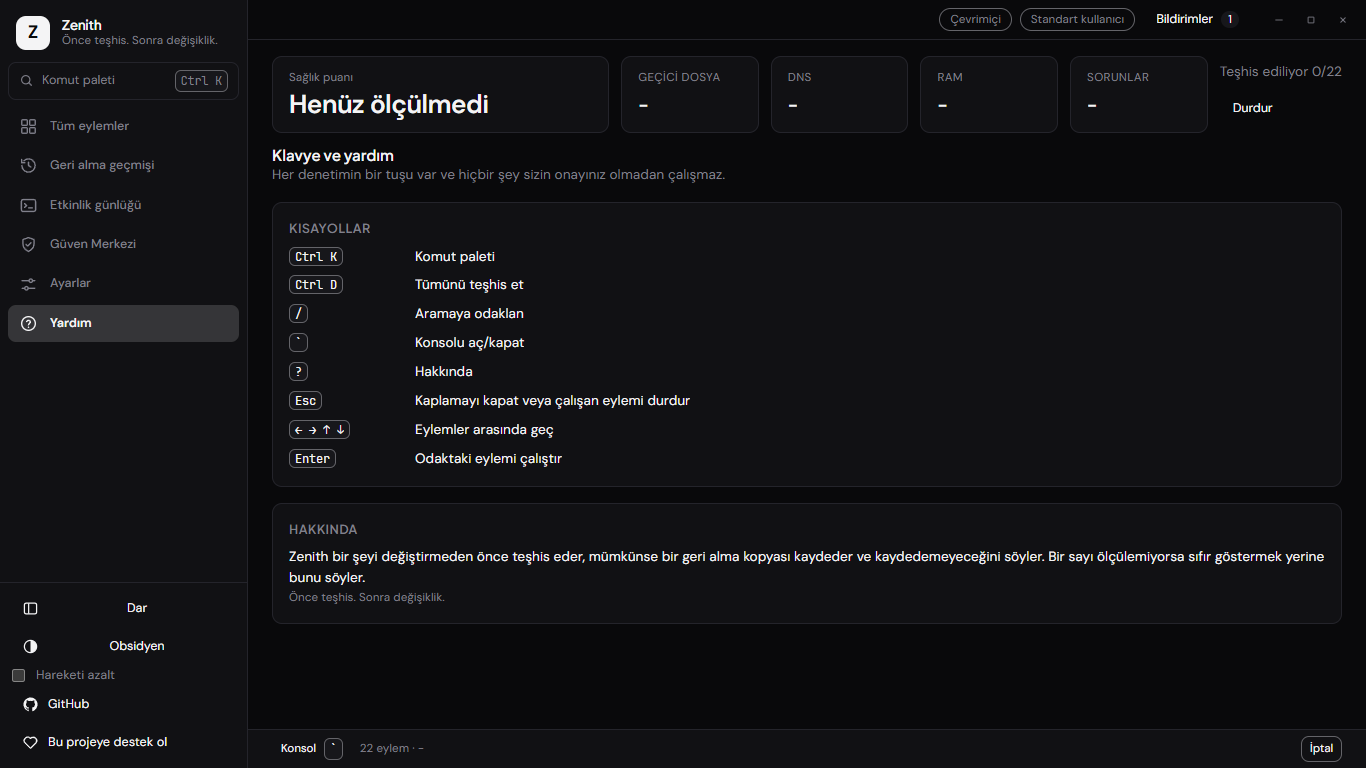 Z
Zenith
Önce teşhis. Sonra değişiklik.
Komut paleti Ctrl K
Tüm eylemler
Geri alma geçmişi
Etkinlik günlüğü
Güven Merkezi
Ayarlar
Yardım
Dar
Obsidyen
Hareketi azalt
GitHub
Bu projeye destek ol
Çevrimiçi Standart kullanıcı Bildirimler 1
Sağlık puanı
Henüz ölçülmedi
GEÇİCİ DOSYA
–
DNS
–
RAM
–
SORUNLAR
–
Teşhis ediliyor 0/22
Durdur
Klavye ve yardım
Her denetimin bir tuşu var ve hiçbir şey sizin onayınız olmadan çalışmaz.
KISAYOLLAR
Ctrl K Komut paleti
Ctrl D Tümünü teşhis et
/ Aramaya odaklan
` Konsolu aç/kapat
? Hakkında
Esc Kaplamayı kapat veya çalışan eylemi durdur
← → ↑ ↓ Eylemler arasında geç
Enter Odaktaki eylemi çalıştır
HAKKINDA
Zenith bir şeyi değiştirmeden önce teşhis eder, mümkünse bir geri alma kopyası kaydeder ve kaydedemeyeceğini söyler. Bir sayı ölçülemiyorsa sıfır göstermek yerine
bunu söyler.
Önce teşhis. Sonra değişiklik.
Konsol ` 22 eylem · – İptal